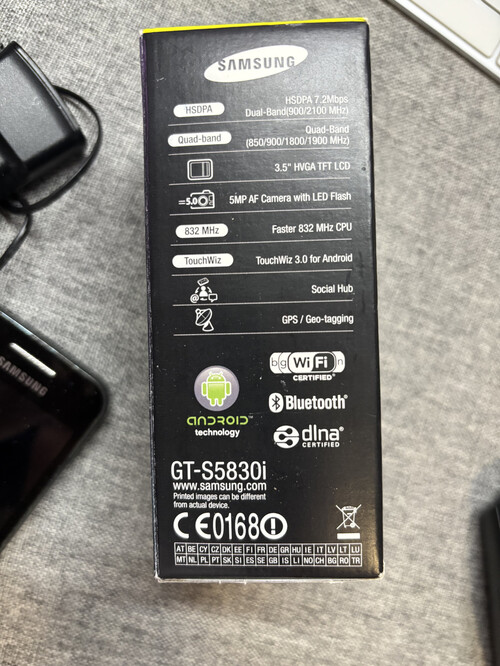 SAMSUNG
HSDPA
HSDPA 7.2Mbps
Dual-Band(900/2100 MHz)
Quad-band
Quad-Band
(850/900/1800/1900 MHz)
3.5" HVGA TFT LCD
=5.0
5MP AF Camera with LED Flash
832 MHz
Faster 832 MHz CPU
TouchWiz
TouchWiz 3.0 for Android
@
Social Hub
GPS / Geo-tagging
b g Wi Fi n
CERTIFIED
ANDROID™
technology
Bluetooth®
dlna®
CERTIFIED
GT-S5830i
www.samsung.com
Printed images can be different
from actual device.
CE0168!
AT BE CY CZ DK EE FI FR DE GR HU IE IT LV LT LU
MT NL PL PT SK SI ES SE GB IS LI NO CH BG RO TR
SAMSUNG